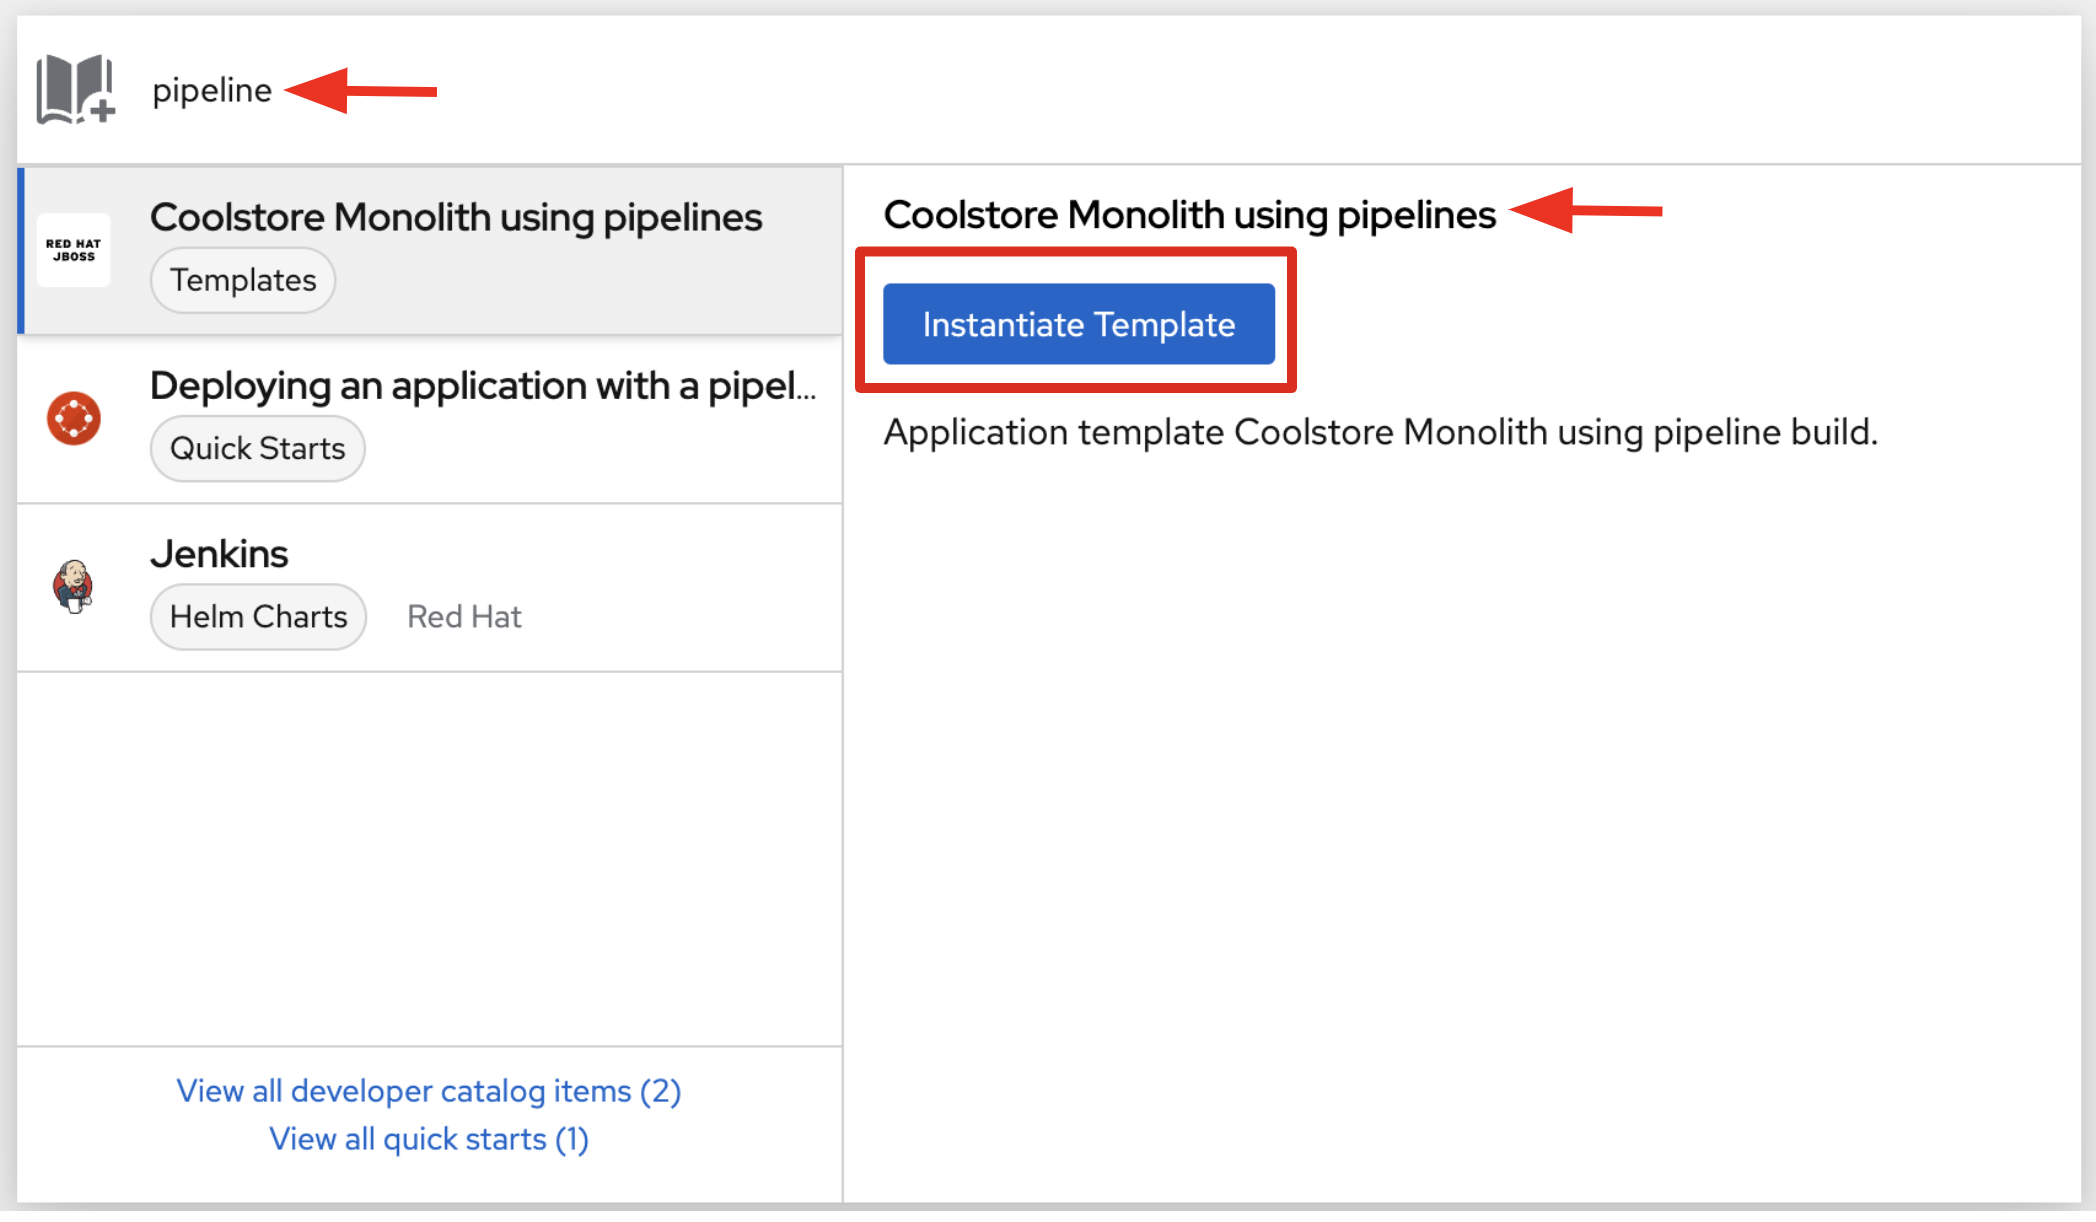 pipeline
RED HAT
JBOSS
Coolstore Monolith using pipelines
Templates
Deploying an application with a pipel...
Quick Starts
Jenkins
Helm Charts Red Hat
View all developer catalog items (2)
View all quick starts (1)
Coolstore Monolith using pipelines
Instantiate Template
Application template Coolstore Monolith using pipeline build.